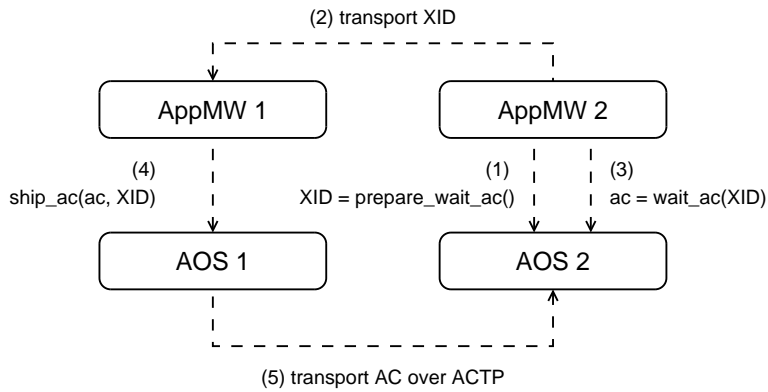 (2) transport XID
AppMW 1
AppMW 2
(4)
ship_ac(ac, XID)
(1)
XID = prepare_wait_ac()
(3)
ac = wait_ac(XID)
AOS 1
AOS 2
(5) transport AC over ACTP